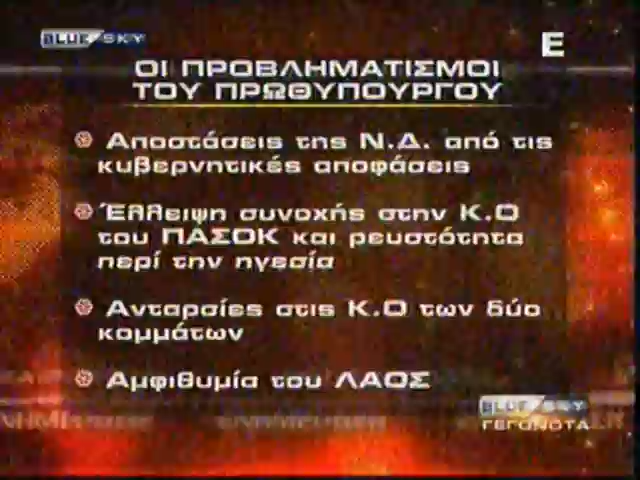 BLUE SKY
E
ΟΙ ΠΡΟΒΛΗΜΑΤΙΣΜΟΙ
ΤΟΥ ΠΡΩΘΥΠΟΥΡΓΟΥ
Αποστάσεις της Ν.Δ. από τις
κυβερνητικές αποφάσεις
Έλλειψη συνοχής στην Κ.Ο
του ΠΑΣΟΚ και ρευστότητα
περί την ηγεσία
Ανταρσίες στις Κ.Ο των δύο
κομμάτων
Αμφιθυμία του ΛΑΟΣ
BLUE SKY
ΓΕΓΟΝΟΤΑ